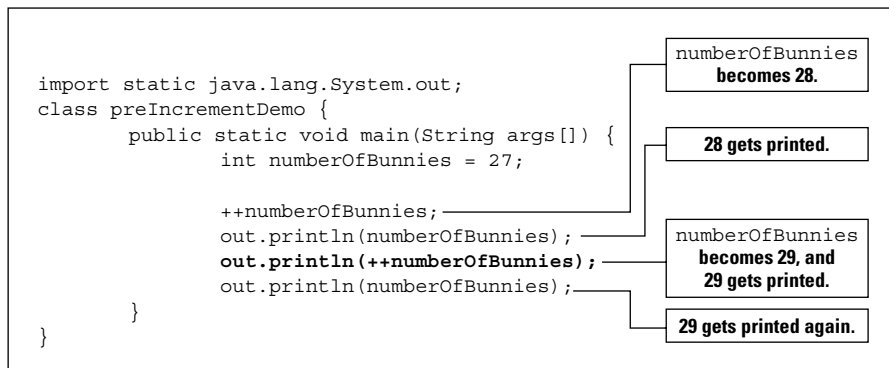 import static java.lang.System.out;
class preIncrementDemo {
public static void main(String args[]) {
int numberOfBunnies = 27;
++numberOfBunnies;
out.println(numberOfBunnies);
out.println(++numberOfBunnies);
out.println(numberOfBunnies);
}
}
numberOfBunnies
becomes 28.
28 gets printed.
numberOfBunnies
becomes 29, and
29 gets printed.
29 gets printed again.